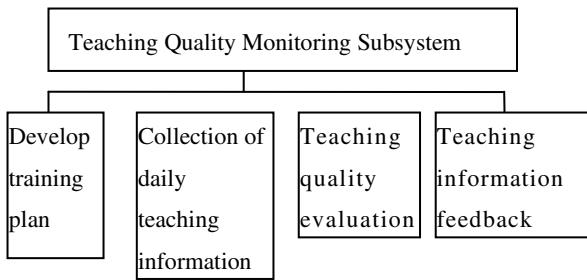 Teaching Quality Monitoring Subsystem
Develop
training
plan
Collection of
daily
teaching
information
Teaching
quality
evaluation
Teaching
information
feedback